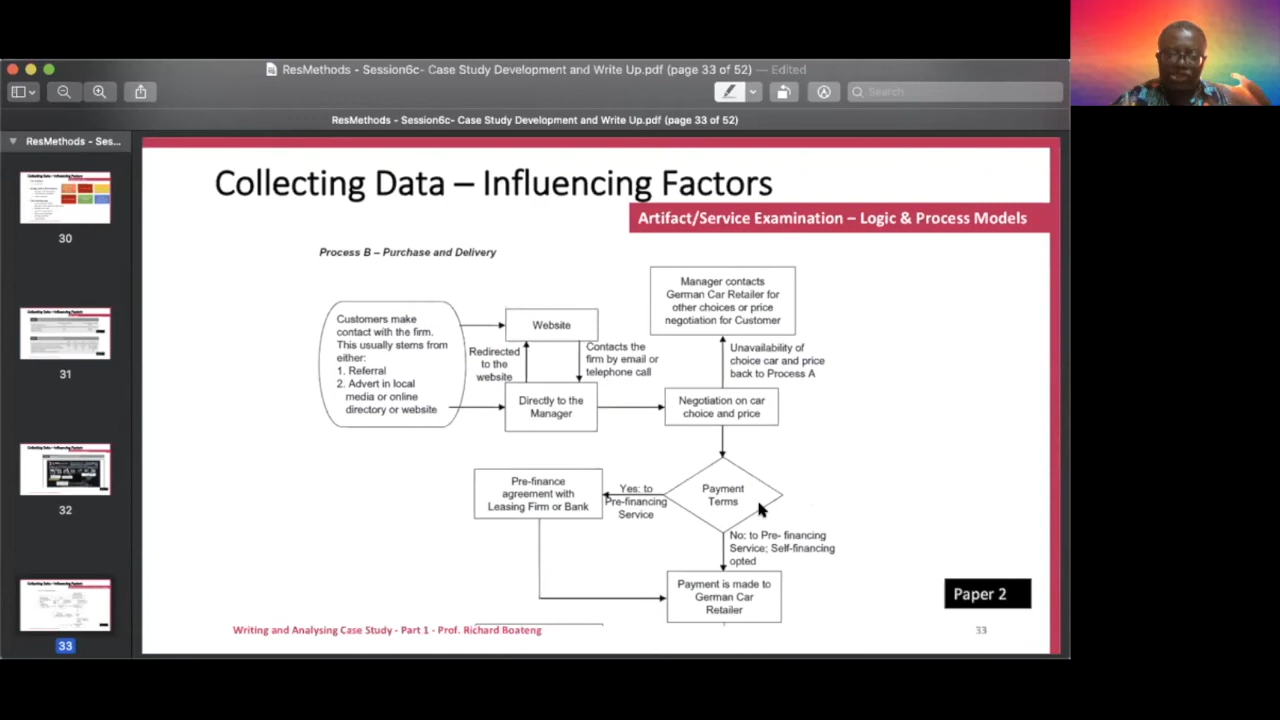 ResMethods - Session6c- Case Study Development and Write Up.pdf (page 33 of 52) — Edited
Search
ResMethods - Session6c- Case Study Development and Write Up.pdf (page 33 of 52)
ResMethods - Ses...
30
31
32
33
Collecting Data – Influencing Factors
Artifact/Service Examination – Logic & Process Models
Process B – Purchase and Delivery
Customers make
contact with the firm.
This usually stems from
either:
1. Referral
2. Advert in local
media or online
directory or website
Website
Redirected
to the
website
Contacts the
firm by email or
telephone call
Directly to the
Manager
Manager contacts
German Car Retailer for
other choices or price
negotiation for Customer
Unavailability of
choice car and price
back to Process A
Negotiation on car
choice and price
Payment
Terms
Yes: to
Pre-financing
Service
Pre-finance
agreement with
Leasing Firm or Bank
No: to Pre- financing
Service; Self-financing
opted
Payment is made to
German Car
Retailer
Paper 2
Writing and Analysing Case Study - Part 1 - Prof. Richard Boateng
33